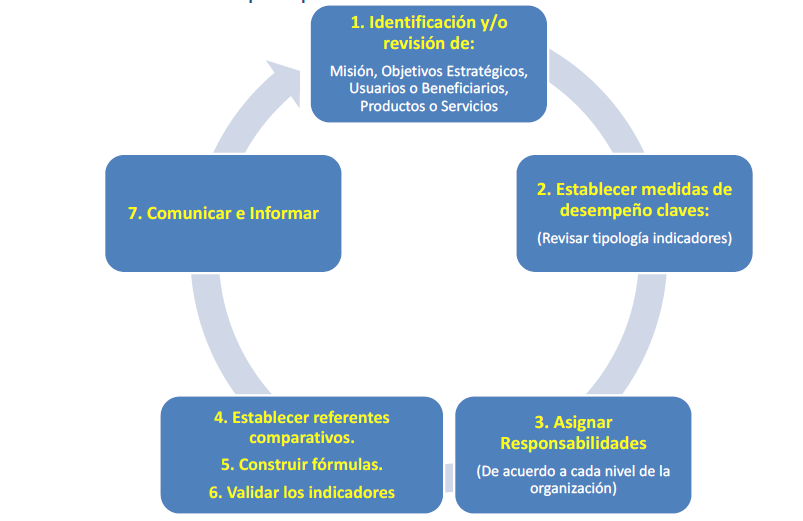 1. Identificación y/o
revisión de:
Misión, Objetivos Estratégicos,
Usuarios o Beneficiarios,
Productos o Servicios
2. Establecer medidas de
desempeño claves:
(Revisar tipología indicadores)
3. Asignar
Responsabilidades
(De acuerdo a cada nivel de la
organización)
4. Establecer referentes
comparativos.
5. Construir fórmulas.
6. Validar los indicadores
7. Comunicar e Informar